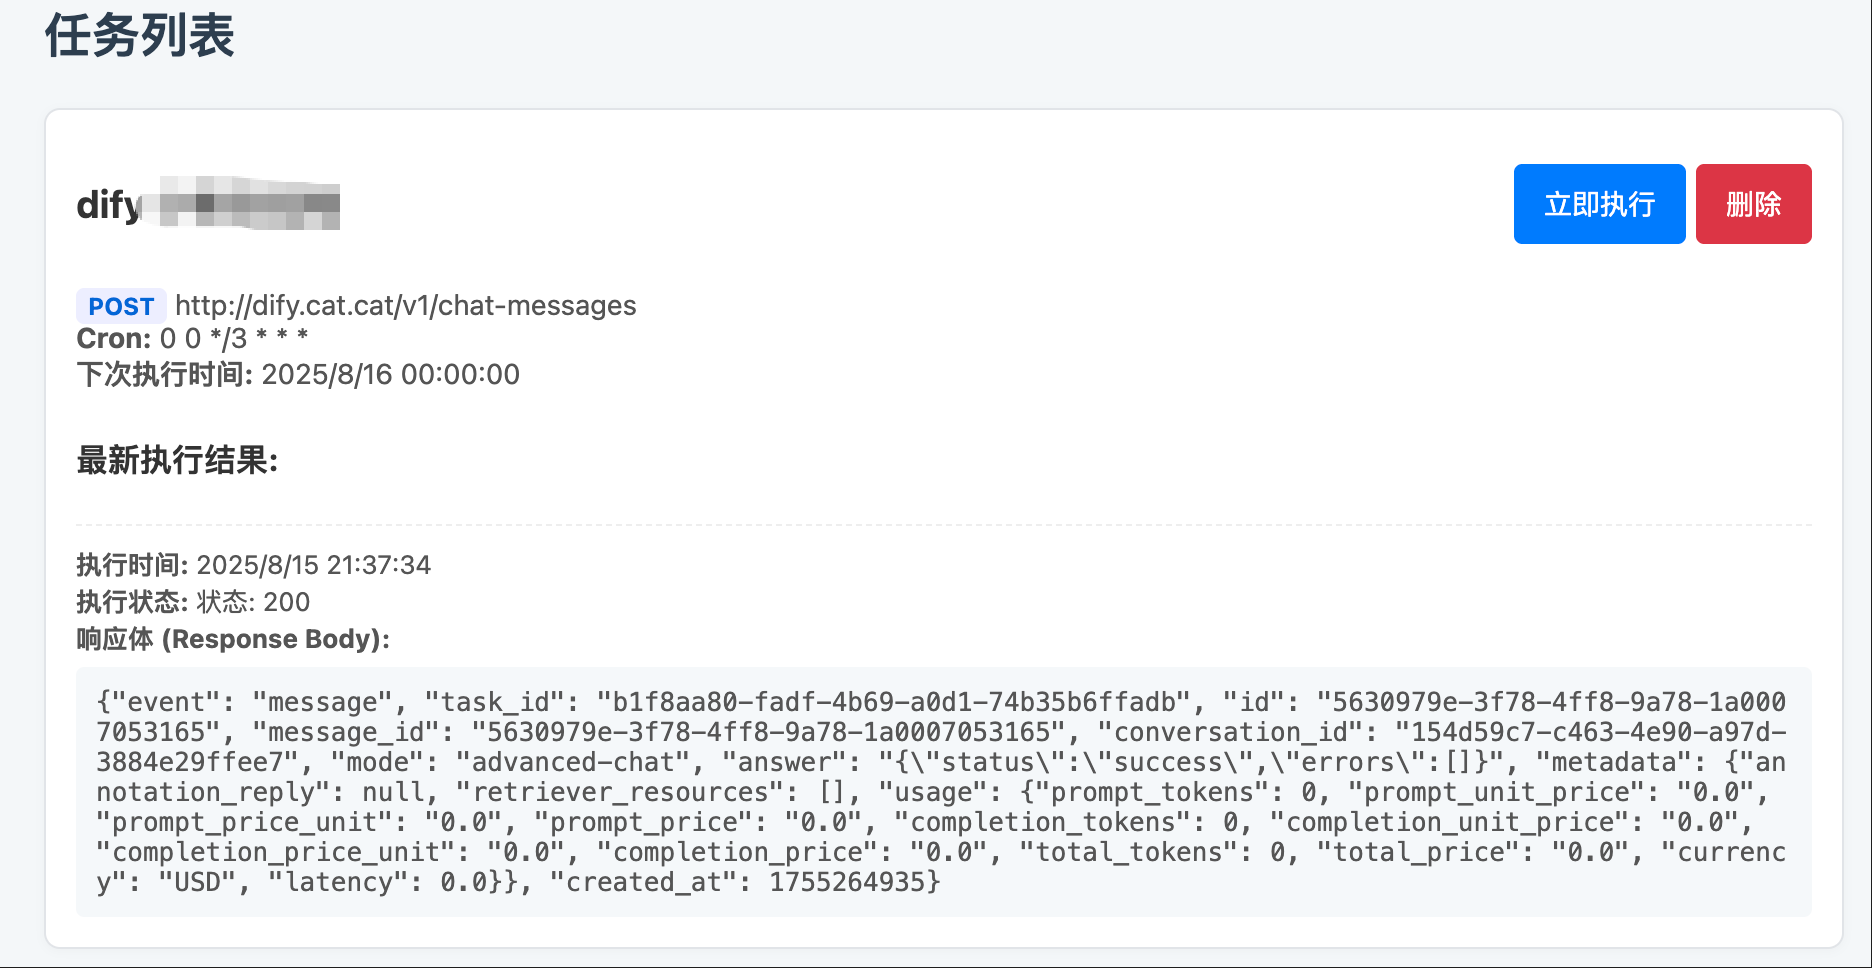 任务列表
dify
立即执行
删除
POST http://dify.cat.cat/v1/chat-messages
Cron: 0 0 */3 * * *
下次执行时间: 2025/8/16 00:00:00
最新执行结果:
执行时间: 2025/8/15 21:37:34
执行状态: 状态: 200
响应体 (Response Body):
{"event": "message", "task_id": "b1f8aa80-fadf-4b69-a0d1-74b35b6ffadb", "id": "5630979e-3f78-4ff8-9a78-1a000
7053165", "message_id": "5630979e-3f78-4ff8-9a78-1a0007053165", "conversation_id": "154d59c7-c463-4e90-a97d-
3884e29ffee7", "mode": "advanced-chat", "answer": "{\"status\":\"success\",\"errors\":[]}", "metadata": {"an
notation_reply": null, "retriever_resources": [], "usage": {"prompt_tokens": 0, "prompt_unit_price": "0.0",
"prompt_price_unit": "0.0", "prompt_price": "0.0", "completion_tokens": 0, "completion_unit_price": "0.0",
"completion_price_unit": "0.0", "completion_price": "0.0", "total_tokens": 0, "total_price": "0.0", "currenc
y": "USD", "latency": 0.0}}, "created_at": 1755264935}